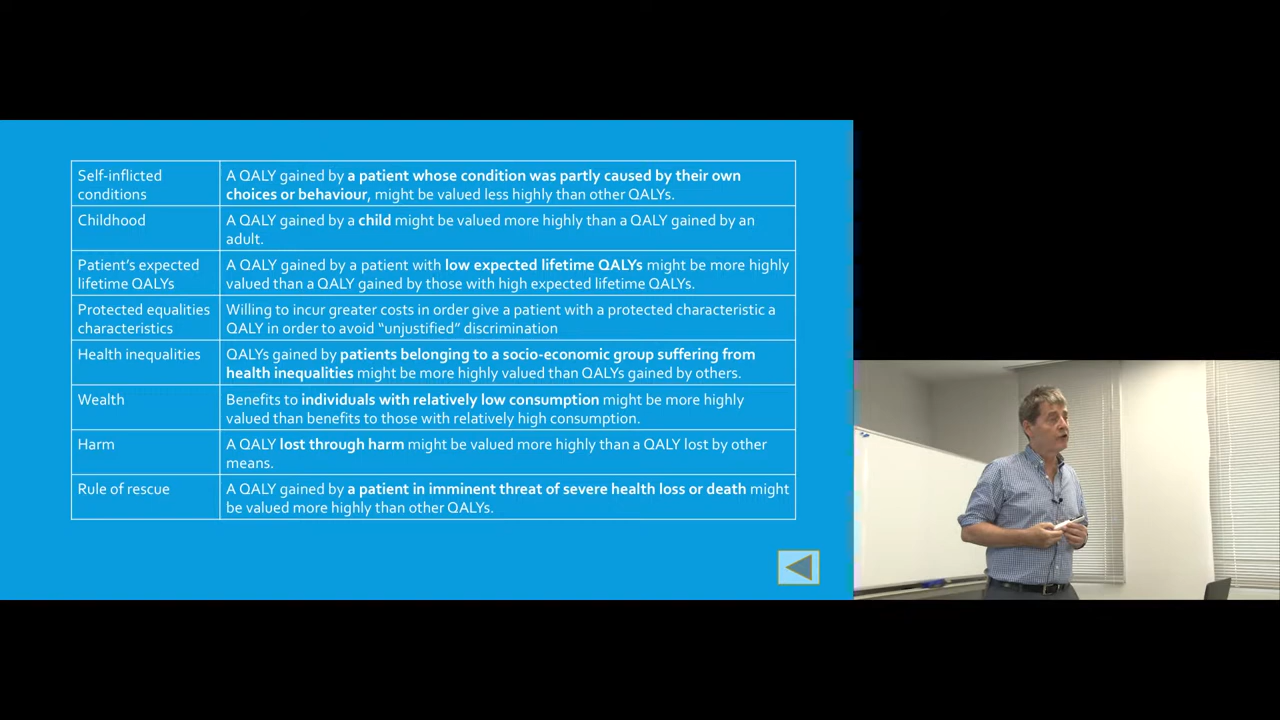 Self-inflicted
conditions
A QALY gained by a patient whose condition was partly caused by their own
choices or behaviour, might be valued less highly than other QALYs.
Childhood
A QALY gained by a child might be valued more highly than a QALY gained by an
adult.
Patient's expected
lifetime QALYs
A QALY gained by a patient with low expected lifetime QALYs might be more highly
valued than a QALY gained by those with high expected lifetime QALYs.
Protected equalities
characteristics
Willing to incur greater costs in order give a patient with a protected characteristic a
QALY in order to avoid “unjustified” discrimination
Health inequalities
QALYs gained by patients belonging to a socio-economic group suffering from
health inequalities might be more highly valued than QALYs gained by others.
Wealth
Benefits to individuals with relatively low consumption might be more highly
valued than benefits to those with relatively high consumption.
Harm
A QALY lost through harm might be valued more highly than a QALY lost by other
means.
Rule of rescue
A QALY gained by a patient in imminent threat of severe health loss or death might
be valued more highly than other QALYs.